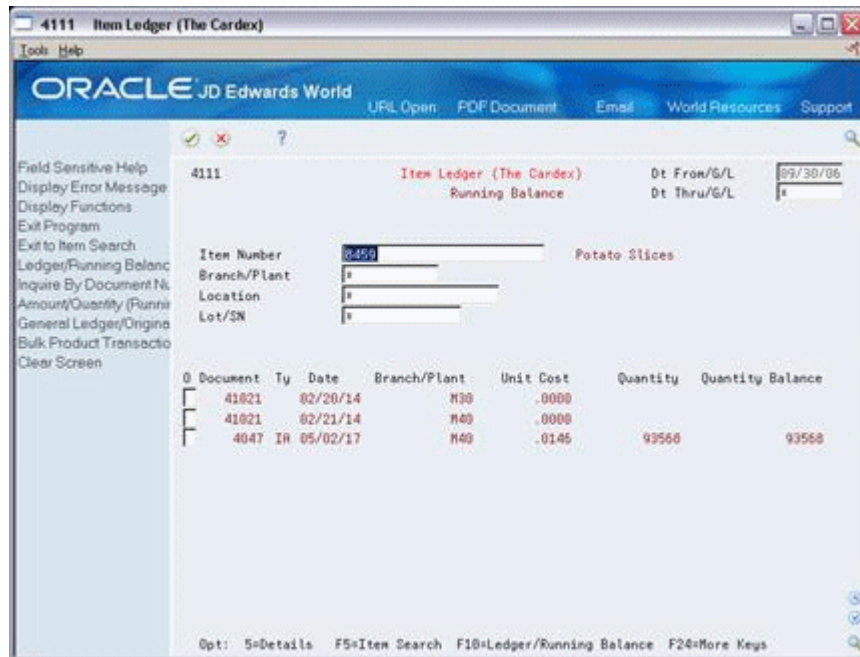 4111 Item Ledger (The Cardex)
Tools Help
ORACLE JD Edwards World
URL Open PDF Document Email World Resources Support
?
Field Sensitive Help
Display Error Message
Display Functions
Exit Program
Exit to Item Search
Ledger/Running Balanc
Inquire By Document Nu
Amount/Quantity (Runnin
General Ledger/Origina
Bulk Product Transactio
Clear Screen
4111 Item Ledger (The Cardex) Dt From/G/L 09/30/06
Running Balance Dt Thru/G/L *
Item Number 8459 Potato Slices
Branch/Plant *
Location *
Lot/SN *
O Document Ty Date Branch/Plant Unit Cost Quantity Quantity Balance
41021 02/20/14 M30 .0000
41021 02/21/14 M40 .0000
4047 IA 05/02/17 M40 .0146 93568 93568
Opt: 5=Details F5=Item Search F10=Ledger/Running Balance F24=More Keys